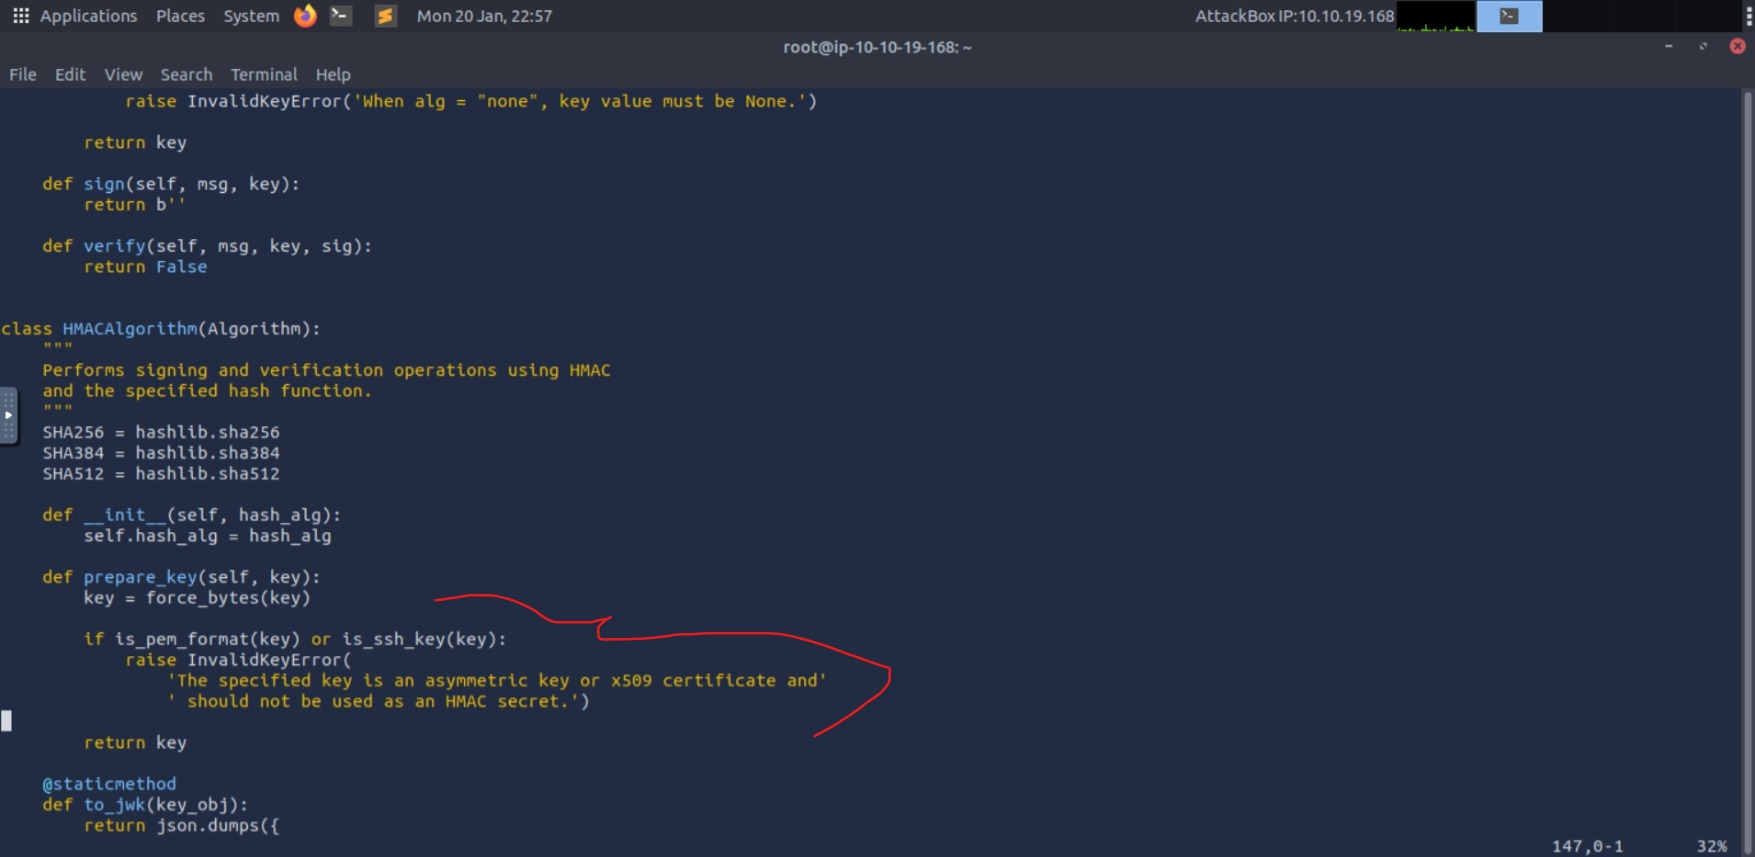 Applications Places System Mon 20 Jan, 22:57 AttackBox IP:10.10.19.168
root@ip-10-10-19-168: ~
File Edit View Search Terminal Help
            raise InvalidKeyError('When alg = "none", key value must be None.')
        return key
    def sign(self, msg, key):
        return b''
    def verify(self, msg, key, sig):
        return False
class HMACAlgorithm(Algorithm):
    """
    Performs signing and verification operations using HMAC
    and the specified hash function.
    """
    SHA256 = hashlib.sha256
    SHA384 = hashlib.sha384
    SHA512 = hashlib.sha512
    def __init__(self, hash_alg):
        self.hash_alg = hash_alg
    def prepare_key(self, key):
        key = force_bytes(key)
        if is_pem_format(key) or is_ssh_key(key):
            raise InvalidKeyError(
                'The specified key is an asymmetric key or x509 certificate and'
                ' should not be used as an HMAC secret.')
        return key
    @staticmethod
    def to_jwk(key_obj):
        return json.dumps({
147,0-1 32%